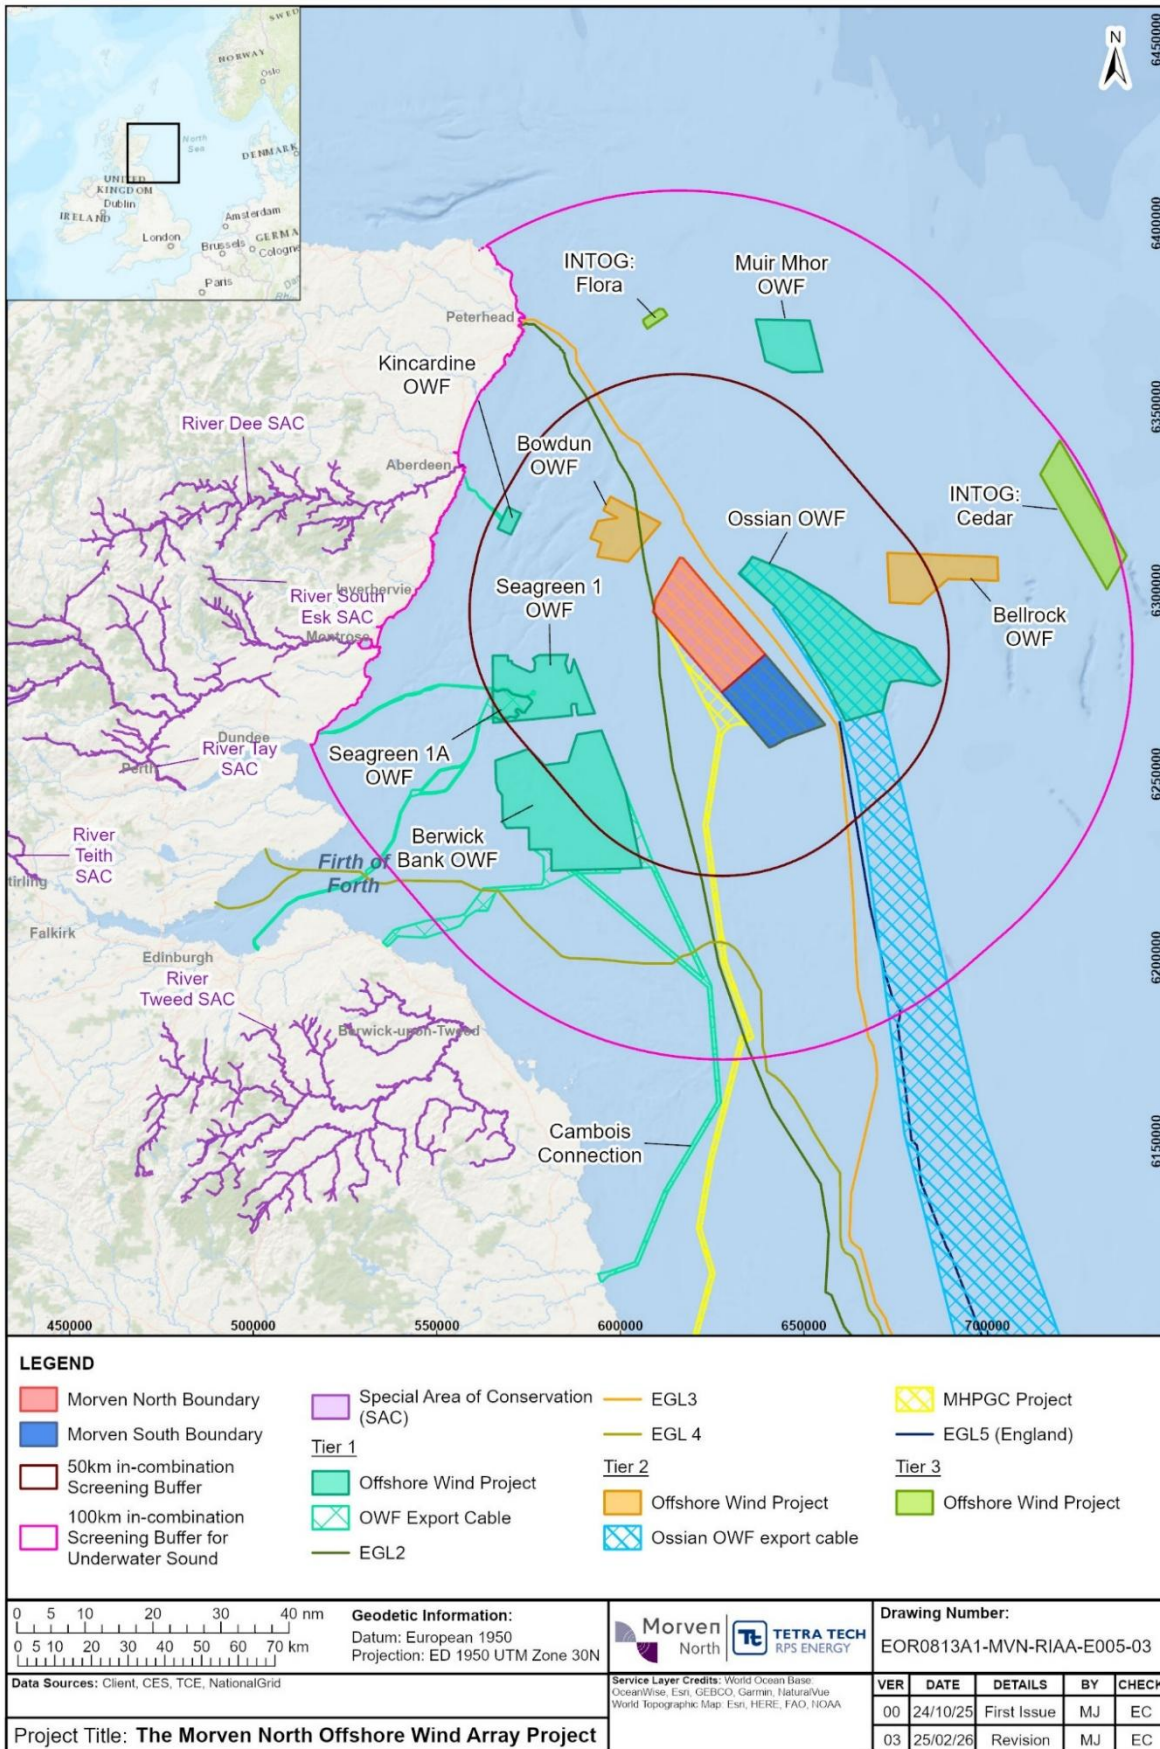 SWED
NORWAY
Oslo
North
Sea
DENMARK
UNITED
KINGDOM
Dublin
IRELAND
Amsterdam
London
GERMA
Brussels
Cologne
Paris
N
6450000
6400000
6350000
6300000
6250000
6200000
6150000
INTOG:
Flora
Muir Mhor
OWF
Peterhead
Kincardine
OWF
River Dee SAC
Bowdun
OWF
Aberdeen
INTOG:
Cedar
Ossian OWF
Inverbervie
River South
Esk SAC
Montrose
Seagreen 1
OWF
Bellrock
OWF
Dundee
River Tay
SAC
Perth
Seagreen 1A
OWF
River
Teith
SAC
Berwick
Bank OWF
Firth of
Forth
tirling
Falkirk
Edinburgh
River
Tweed SAC
Berwick-upon-Tweed
Cambois
Connection
450000 500000 550000 600000 650000 700000
LEGEND
Morven North Boundary
Morven South Boundary
50km in-combination
Screening Buffer
100km in-combination
Screening Buffer for
Underwater Sound
Special Area of Conservation
(SAC)
Tier 1
Offshore Wind Project
OWF Export Cable
EGL2
EGL3
EGL 4
Tier 2
Offshore Wind Project
Ossian OWF export cable
MHPGC Project
EGL5 (England)
Tier 3
Offshore Wind Project
0 5 10 20 30 40 nm
0 5 10 20 30 40 50 60 70 km
Geodetic Information:
Datum: European 1950
Projection: ED 1950 UTM Zone 30N
Morven
North
Tt TETRA TECH
RPS ENERGY
Drawing Number:
EOR0813A1-MVN-RIAA-E005-03
Data Sources: Client, CES, TCE, NationalGrid
Service Layer Credits: World Ocean Base:
OceanWise, Esri, GEBCO, Garmin, NaturalVue
World Topographic Map: Esri, HERE, FAO, NOAA
VER DATE DETAILS BY CHECK
00 24/10/25 First Issue MJ EC
03 25/02/26 Revision MJ EC
Project Title: The Morven North Offshore Wind Array Project